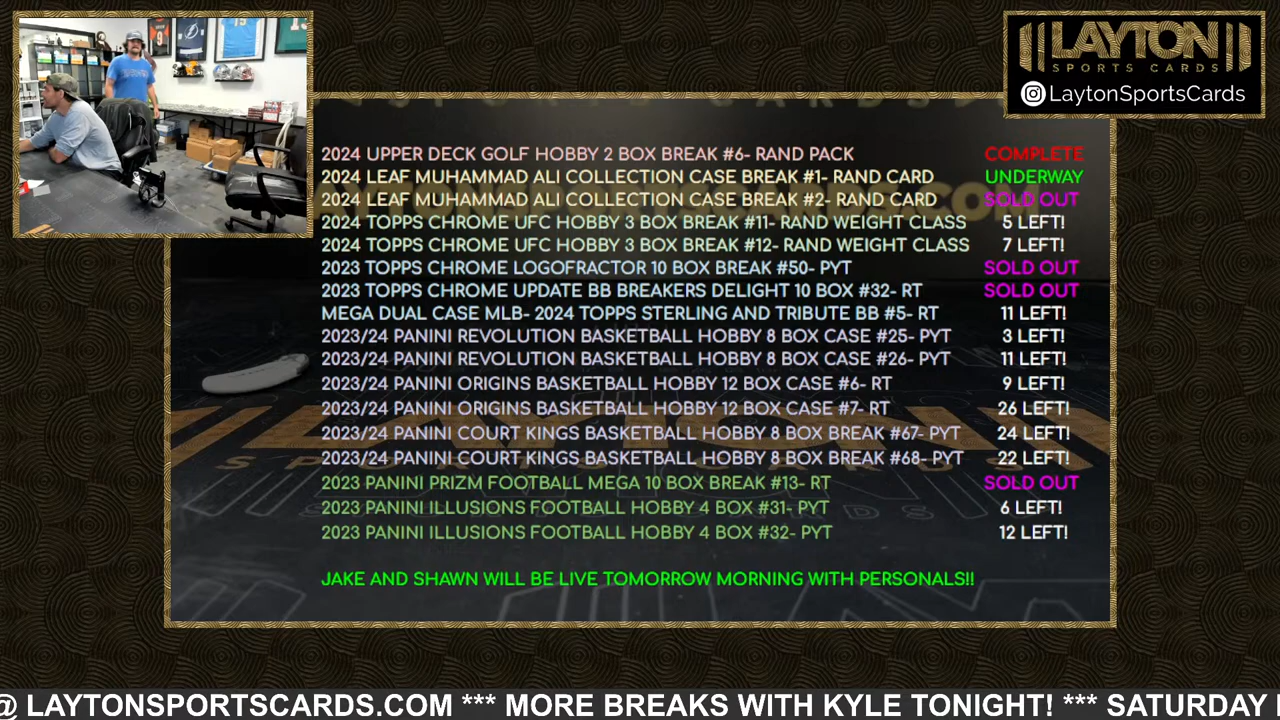 LAYTON
SPORTS CARDS
LaytonSportsCards
2024 UPPER DECK GOLF HOBBY 2 BOX BREAK #6- RAND PACK COMPLETE
2024 LEAF MUHAMMAD ALI COLLECTION CASE BREAK #1- RAND CARD UNDERWAY
2024 LEAF MUHAMMAD ALI COLLECTION CASE BREAK #2- RAND CARD SOLD OUT
2024 TOPPS CHROME UFC HOBBY 3 BOX BREAK #11- RAND WEIGHT CLASS 5 LEFT!
2024 TOPPS CHROME UFC HOBBY 3 BOX BREAK #12- RAND WEIGHT CLASS 7 LEFT!
2023 TOPPS CHROME LOGOFRACTOR 10 BOX BREAK #50- PYT SOLD OUT
2023 TOPPS CHROME UPDATE BB BREAKERS DELIGHT 10 BOX #32- RT SOLD OUT
MEGA DUAL CASE MLB- 2024 TOPPS STERLING AND TRIBUTE BB #5- RT 11 LEFT!
2023/24 PANINI REVOLUTION BASKETBALL HOBBY 8 BOX CASE #25- PYT 3 LEFT!
2023/24 PANINI REVOLUTION BASKETBALL HOBBY 8 BOX CASE #26- PYT 11 LEFT!
2023/24 PANINI ORIGINS BASKETBALL HOBBY 12 BOX CASE #6- RT 9 LEFT!
2023/24 PANINI ORIGINS BASKETBALL HOBBY 12 BOX CASE #7- RT 26 LEFT!
2023/24 PANINI COURT KINGS BASKETBALL HOBBY 8 BOX BREAK #67- PYT 24 LEFT!
2023/24 PANINI COURT KINGS BASKETBALL HOBBY 8 BOX BREAK #68- PYT 22 LEFT!
2023 PANINI PRIZM FOOTBALL MEGA 10 BOX BREAK #13- RT SOLD OUT
2023 PANINI ILLUSIONS FOOTBALL HOBBY 4 BOX #31- PYT 6 LEFT!
2023 PANINI ILLUSIONS FOOTBALL HOBBY 4 BOX #32- PYT 12 LEFT!
JAKE AND SHAWN WILL BE LIVE TOMORROW MORNING WITH PERSONALS!!
@ LAYTONSPORTSCARDS.COM *** MORE BREAKS WITH KYLE TONIGHT! *** SATURDAY